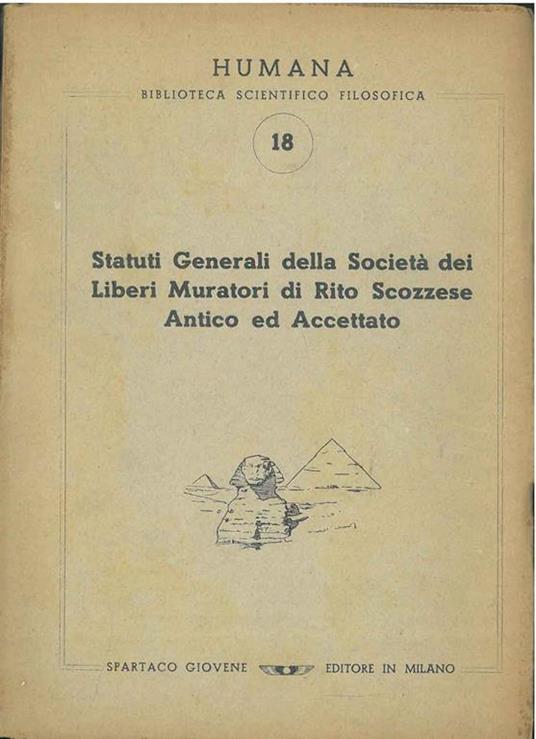 HUMANA
BIBLIOTECA SCIENTIFICO FILOSOFICA
18
Statuti Generali della Società dei
Liberi Muratori di Rito Scozzese
Antico ed Accettato
SPARTACO GIOVENE EDITORE IN MILANO